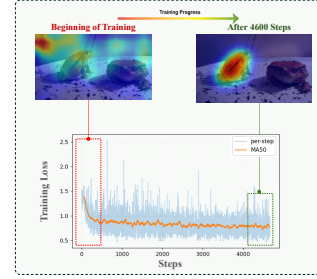 Training Progress
Beginning of Training
After 4600 Steps
per-step
MA50
Training Loss
2.5
2.0
1.5
1.0
0.5
0
1000
2000
3000
4000
Steps